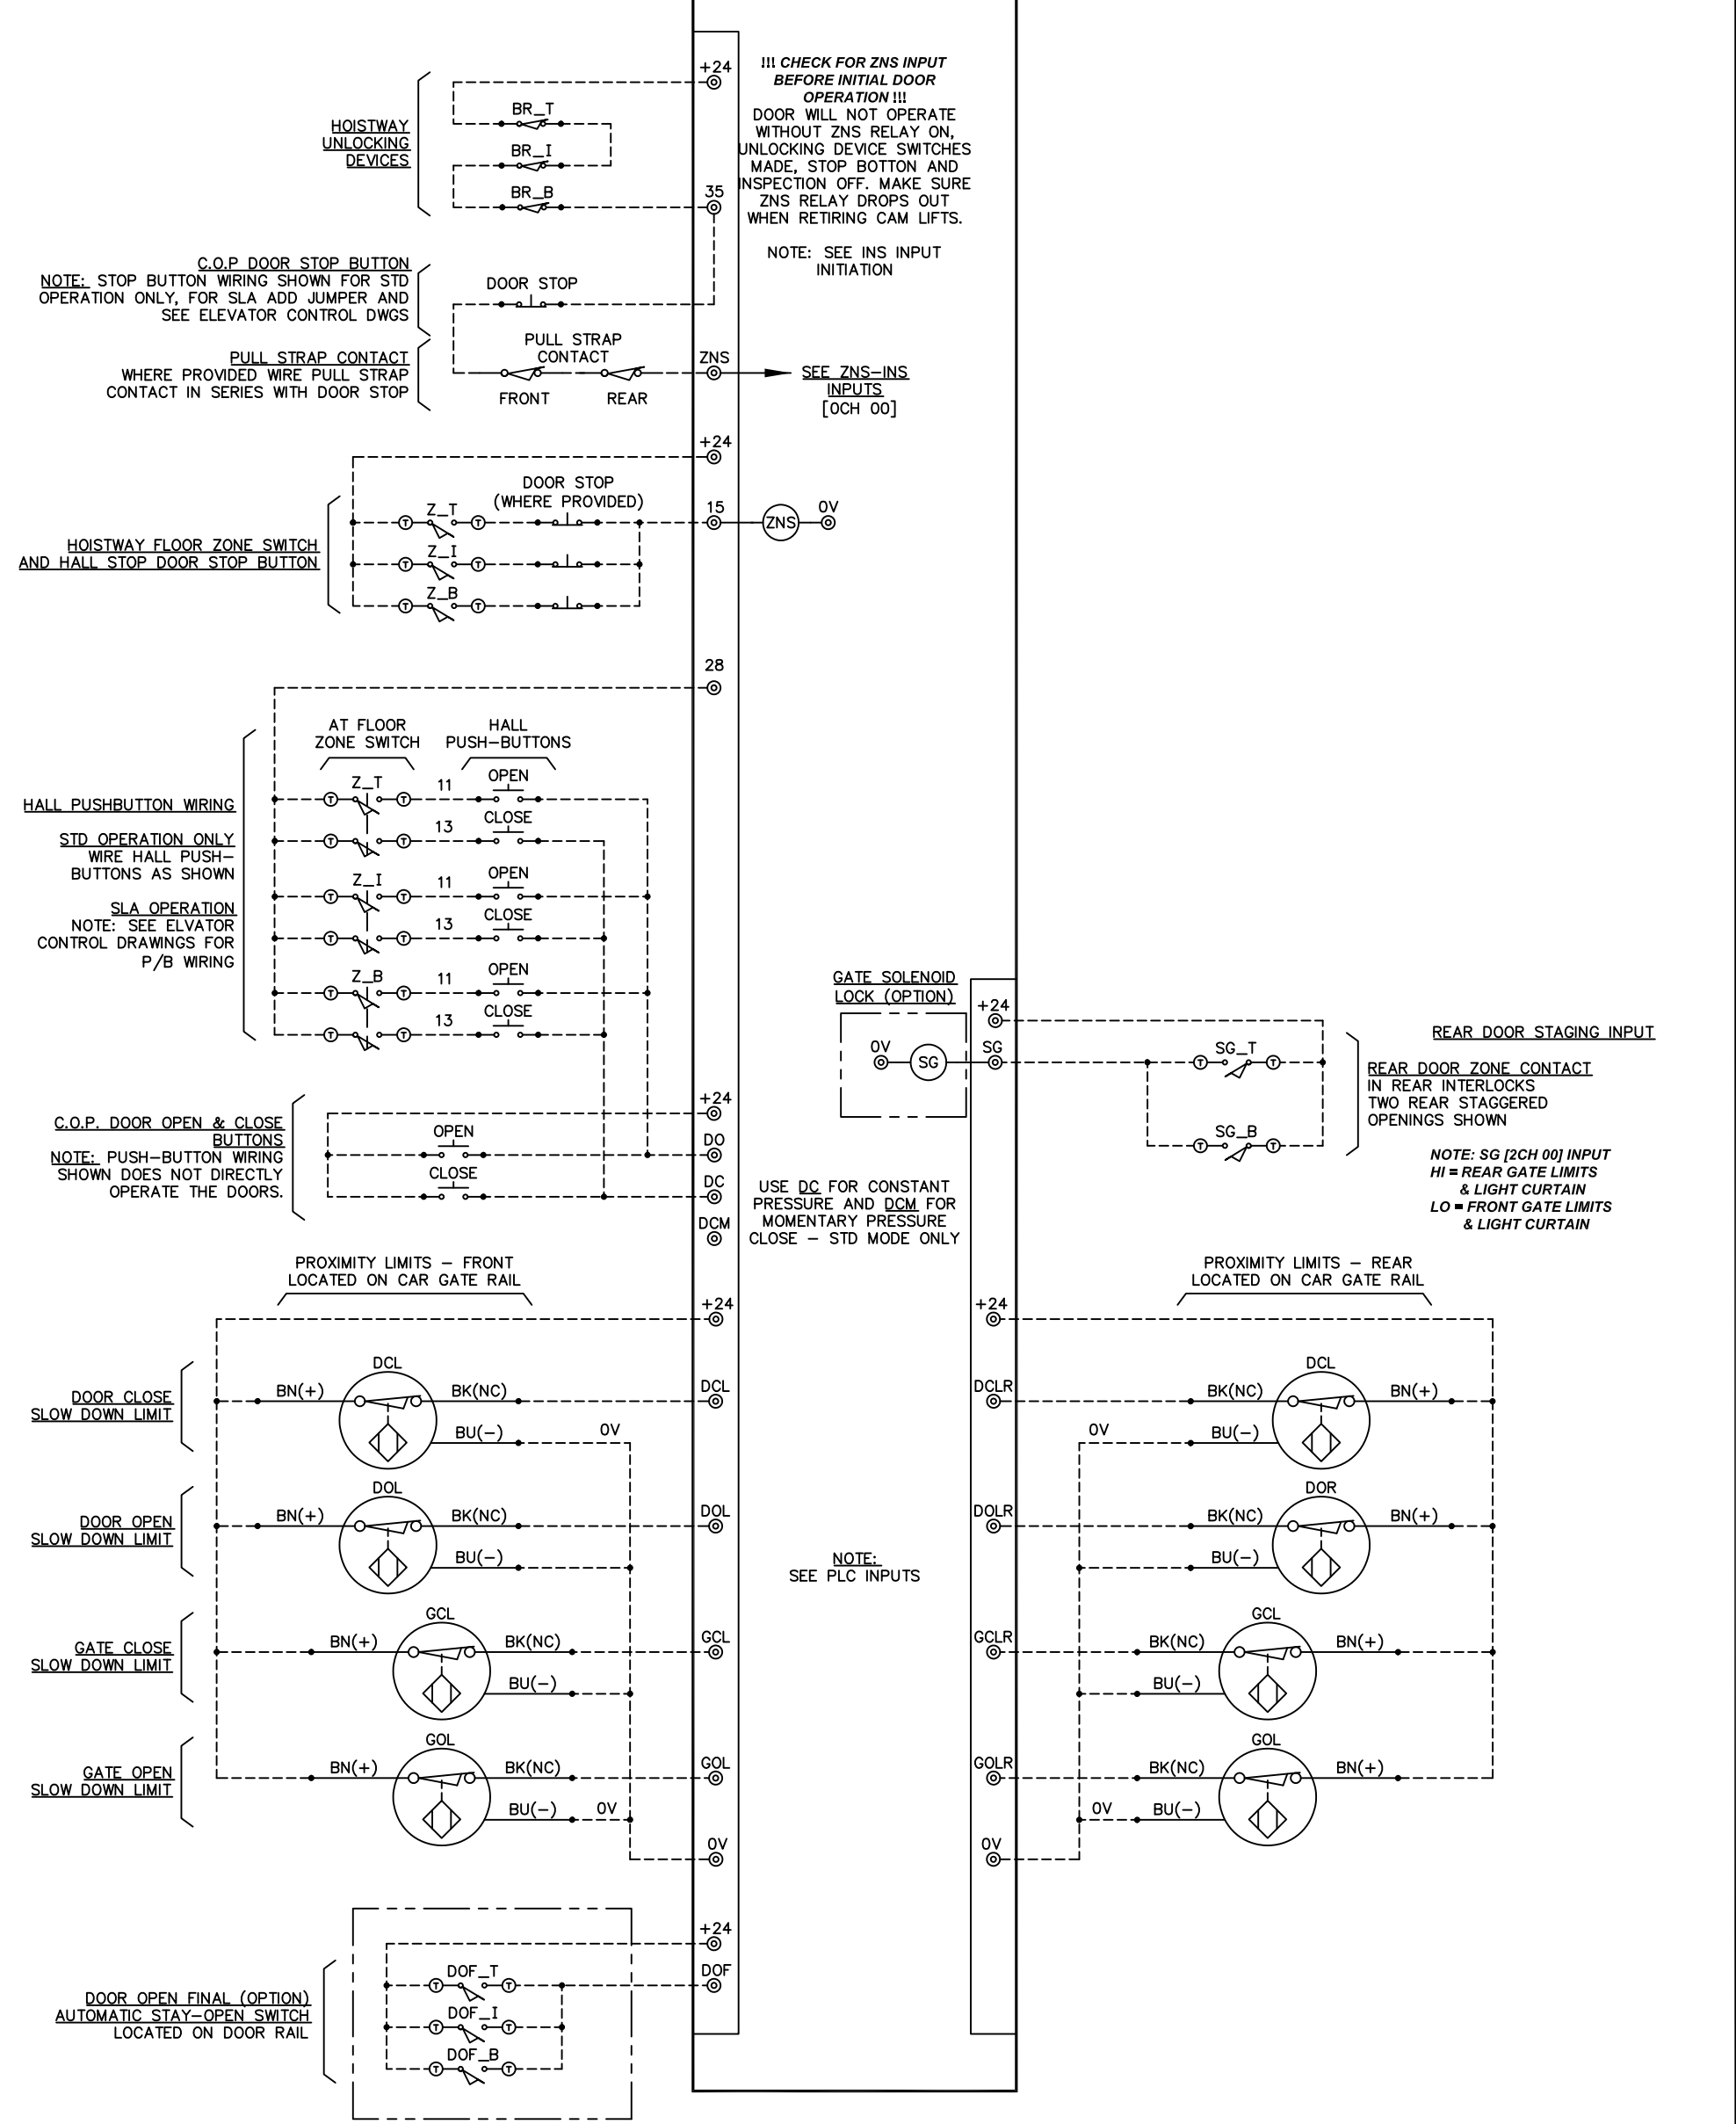 +24
!!! CHECK FOR ZNS INPUT
BEFORE INITIAL DOOR
OPERATION !!!
DOOR WILL NOT OPERATE
WITHOUT ZNS RELAY ON,
UNLOCKING DEVICE SWITCHES
MADE, STOP BOTTON AND
INSPECTION OFF. MAKE SURE
ZNS RELAY DROPS OUT
WHEN RETIRING CAM LIFTS.
NOTE: SEE INS INPUT
INITIATION
HOISTWAY
UNLOCKING
DEVICES
BR_T
BR_I
BR_B
35
C.O.P DOOR STOP BUTTON
NOTE: STOP BUTTON WIRING SHOWN FOR STD
OPERATION ONLY, FOR SLA ADD JUMPER AND
SEE ELEVATOR CONTROL DWGS
DOOR STOP
PULL STRAP CONTACT
WHERE PROVIDED WIRE PULL STRAP
CONTACT IN SERIES WITH DOOR STOP
PULL STRAP
CONTACT
FRONT
REAR
ZNS
SEE ZNS-INS
INPUTS
[0CH 00]
+24
HOISTWAY FLOOR ZONE SWITCH
AND HALL STOP DOOR STOP BUTTON
DOOR STOP
(WHERE PROVIDED)
T Z_T T
T Z_I T
T Z_B T
15
ZNS
0V
28
AT FLOOR
ZONE SWITCH
HALL
PUSH-BUTTONS
HALL PUSHBUTTON WIRING
STD OPERATION ONLY
WIRE HALL PUSH-
BUTTONS AS SHOWN
SLA OPERATION
NOTE: SEE ELVATOR
CONTROL DRAWINGS FOR
P/B WIRING
T Z_T T 11 OPEN
T T 13 CLOSE
T Z_I T 11 OPEN
T T 13 CLOSE
T Z_B T 11 OPEN
T T 13 CLOSE
GATE SOLENOID
LOCK (OPTION)
0V
SG
+24
SG
T SG_T T
T SG_B T
REAR DOOR STAGING INPUT
REAR DOOR ZONE CONTACT
IN REAR INTERLOCKS
TWO REAR STAGGERED
OPENINGS SHOWN
NOTE: SG [2CH 00] INPUT
HI = REAR GATE LIMITS
& LIGHT CURTAIN
LO = FRONT GATE LIMITS
& LIGHT CURTAIN
C.O.P. DOOR OPEN & CLOSE
BUTTONS
NOTE: PUSH-BUTTON WIRING
SHOWN DOES NOT DIRECTLY
OPERATE THE DOORS.
OPEN
CLOSE
+24
DO
DC
DCM
USE DC FOR CONSTANT
PRESSURE AND DCM FOR
MOMENTARY PRESSURE
CLOSE - STD MODE ONLY
PROXIMITY LIMITS - FRONT
LOCATED ON CAR GATE RAIL
+24
DOOR CLOSE
SLOW DOWN LIMIT
BN(+)
DCL
BK(NC)
BU(-)
0V
DCL
DOOR OPEN
SLOW DOWN LIMIT
BN(+)
DOL
BK(NC)
BU(-)
DOL
GATE CLOSE
SLOW DOWN LIMIT
BN(+)
GCL
BK(NC)
BU(-)
GCL
GATE OPEN
SLOW DOWN LIMIT
BN(+)
GOL
BK(NC)
BU(-)
0V
GOL
0V
NOTE:
SEE PLC INPUTS
PROXIMITY LIMITS - REAR
LOCATED ON CAR GATE RAIL
+24
DCLR
BK(NC)
DCL
BN(+)
0V
BU(-)
DOLR
BK(NC)
DOR
BN(+)
BU(-)
GCLR
BK(NC)
GCL
BN(+)
BU(-)
GOLR
BK(NC)
GOL
BN(+)
0V
BU(-)
0V
DOOR OPEN FINAL (OPTION)
AUTOMATIC STAY-OPEN SWITCH
LOCATED ON DOOR RAIL
+24
DOF
T DOF_T T
T DOF_I T
T DOF_B T